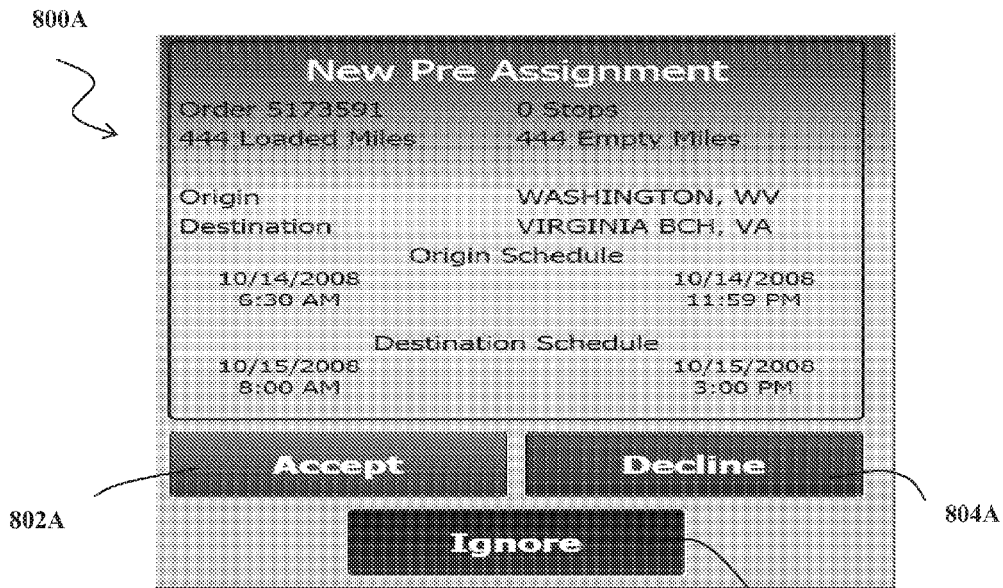 800A
New Pre Assignment
Order 5173591 0 Stops
444 Loaded Miles 444 Empty Miles
Origin WASHINGTON, WV
Destination VIRGINIA BCH, VA
Origin Schedule
10/14/2008 10/14/2008
6:30 AM 11:59 PM
Destination Schedule
10/15/2008 10/15/2008
8:00 AM 3:00 PM
Accept Decline
802A 804A
Ignore